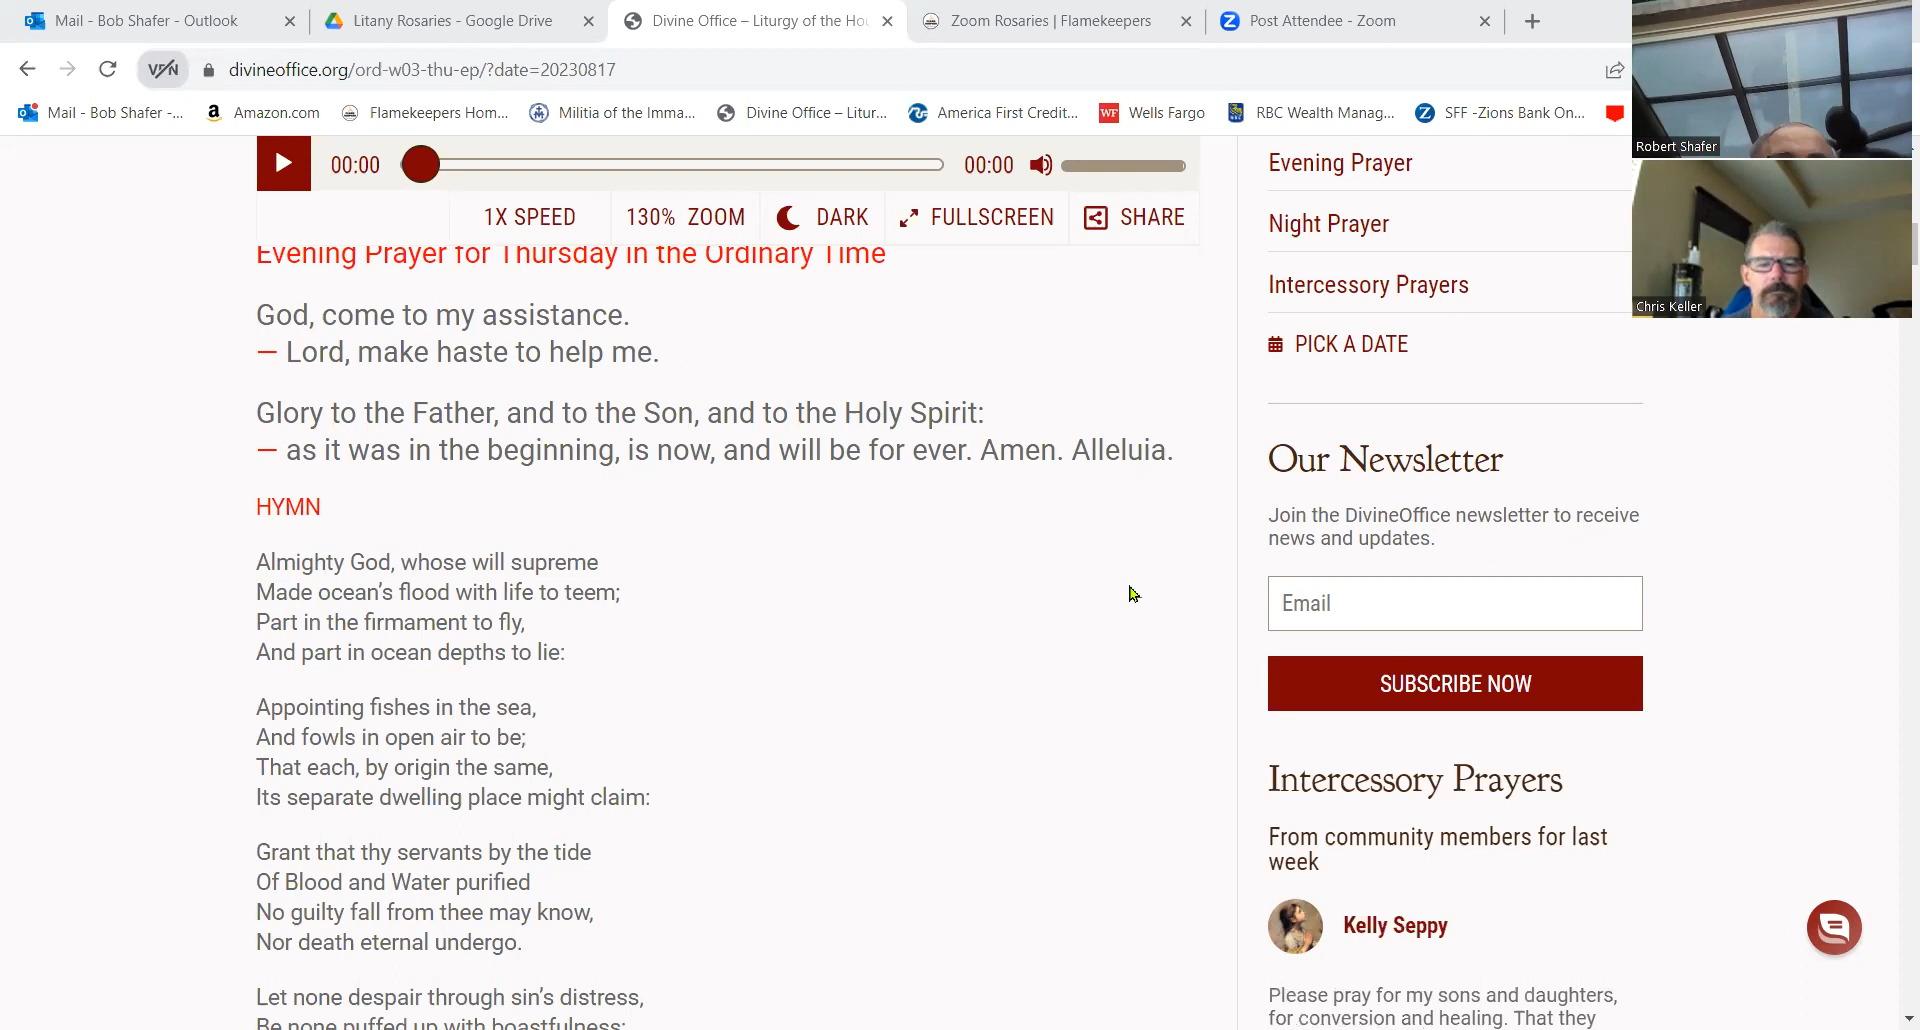 Mail - Bob Shafer - Outlook
Litany Rosaries - Google Drive
Divine Office – Liturgy of the Hou
Zoom Rosaries | Flamekeepers
Post Attendee - Zoom
VPN
divineoffice.org/ord-w03-thu-ep/?date=20230817
Mail - Bob Shafer -...
Amazon.com
Flamekeepers Hom...
Militia of the Imma...
Divine Office – Litur...
America First Credit...
WF
Wells Fargo
RBC
RBC Wealth Manag...
SFF -Zions Bank On...
Robert Shafer
Chris Keller
00:00
00:00
1X SPEED
130% ZOOM
DARK
FULLSCREEN
SHARE
Evening Prayer for Thursday in the Ordinary Time
God, come to my assistance.
— Lord, make haste to help me.
Glory to the Father, and to the Son, and to the Holy Spirit:
— as it was in the beginning, is now, and will be for ever. Amen. Alleluia.
HYMN
Almighty God, whose will supreme
Made ocean’s flood with life to teem;
Part in the firmament to fly,
And part in ocean depths to lie:
Appointing fishes in the sea,
And fowls in open air to be;
That each, by origin the same,
Its separate dwelling place might claim:
Grant that thy servants by the tide
Of Blood and Water purified
No guilty fall from thee may know,
Nor death eternal undergo.
Let none despair through sin’s distress,
Be none puffed up with boastfulness;
Evening Prayer
Night Prayer
Intercessory Prayers
PICK A DATE
Our Newsletter
Join the DivineOffice newsletter to receive
news and updates.
Email
SUBSCRIBE NOW
Intercessory Prayers
From community members for last
week
Kelly Seppy
Please pray for my sons and daughters,
for conversion and healing. That they